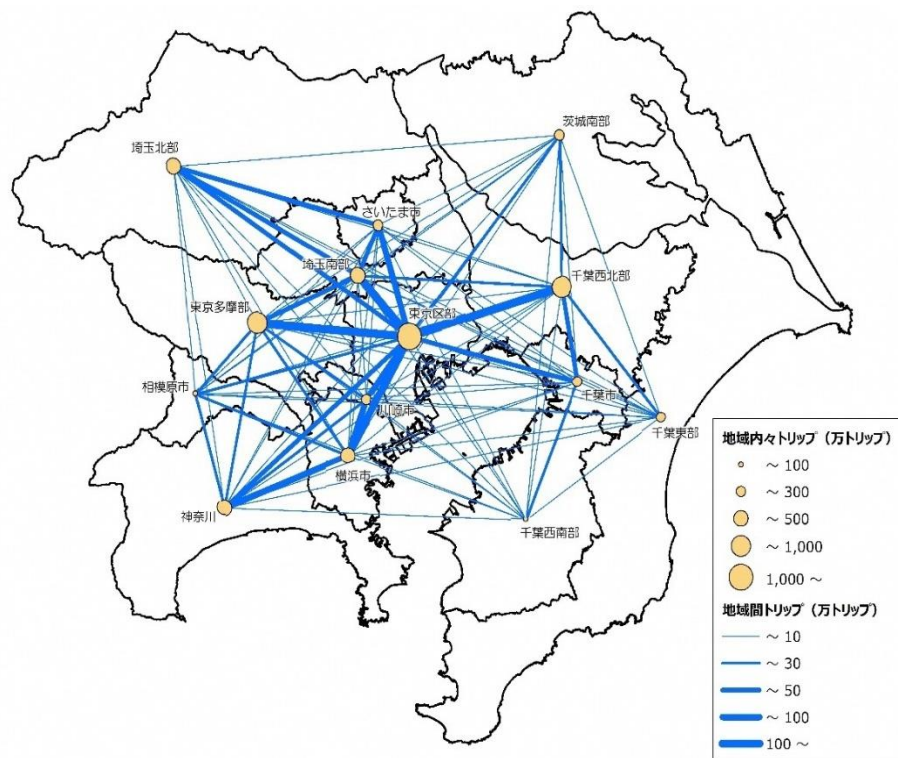 茨城南部
埼玉北部
さいたま市
埼玉南部
千葉西北部
東京多摩部
東京区部
相模原市
千葉市
川崎市
千葉東部
横浜市
神奈川
千葉西南部
地域内々トリップ（万トリップ）
～ 100
～ 300
～ 500
～ 1,000
1,000 ～
地域間トリップ（万トリップ）
～ 10
～ 30
～ 50
～ 100
100 ～